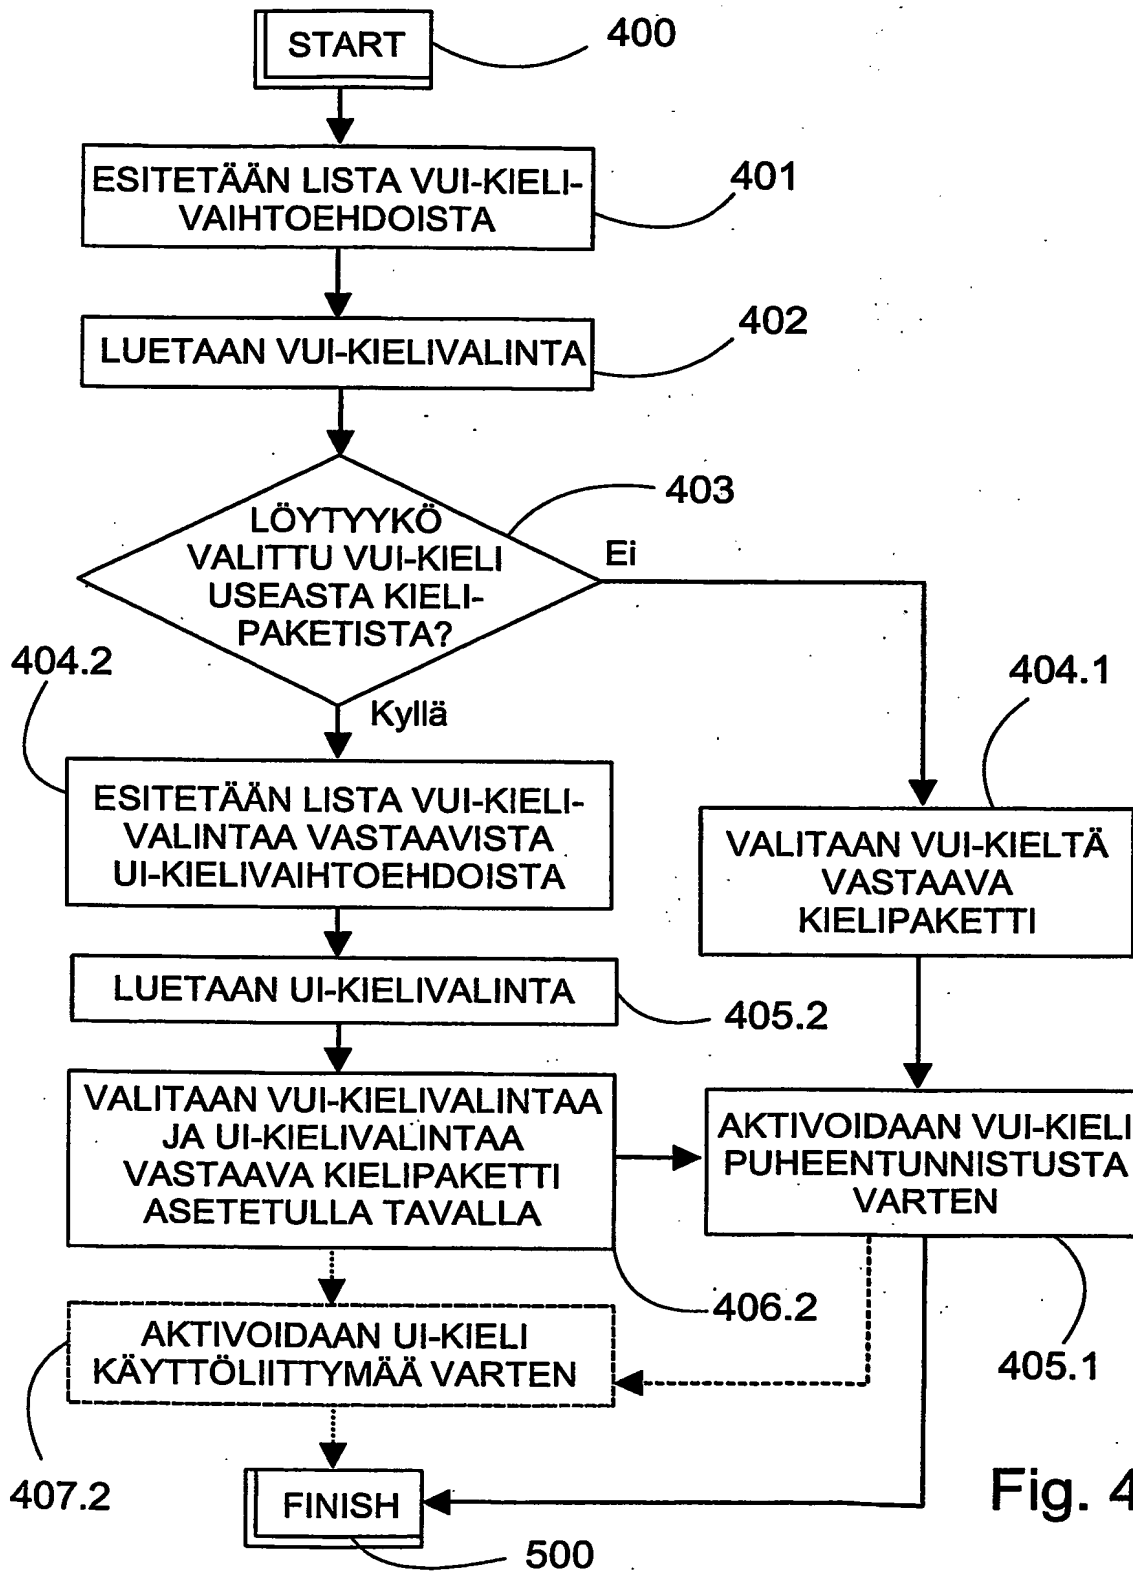 START
400
ESITETÄÄN LISTA VUI-KIELI-
VAIHTOEHDOISTA
401
LUETAAN VUI-KIELIVALINTA
402
LÖYTYYKÖ
VALITTU VUI-KIELI
USEASTA KIELI-
PAKETISTA?
403
Ei
Kyllä
404.2
ESITETÄÄN LISTA VUI-KIELI-
VALINTAA VASTAAVISTA
UI-KIELIVAIHTOEHDOISTA
404.1
VALITAAN VUI-KIELTÄ
VASTAAVA
KIELIPAKETTI
LUETAAN UI-KIELIVALINTA
405.2
VALITAAN VUI-KIELIVALINTAA
JA UI-KIELIVALINTAA
VASTAAVA KIELIPAKETTI
ASETETULLA TAVALLA
406.2
AKTIVOIDAAN VUI-KIELI
PUHEENTUNNISTUSTA
VARTEN
405.1
AKTIVOIDAAN UI-KIELI
KÄYTTÖLIITTYMÄÄ VARTEN
407.2
FINISH
500
Fig. 4